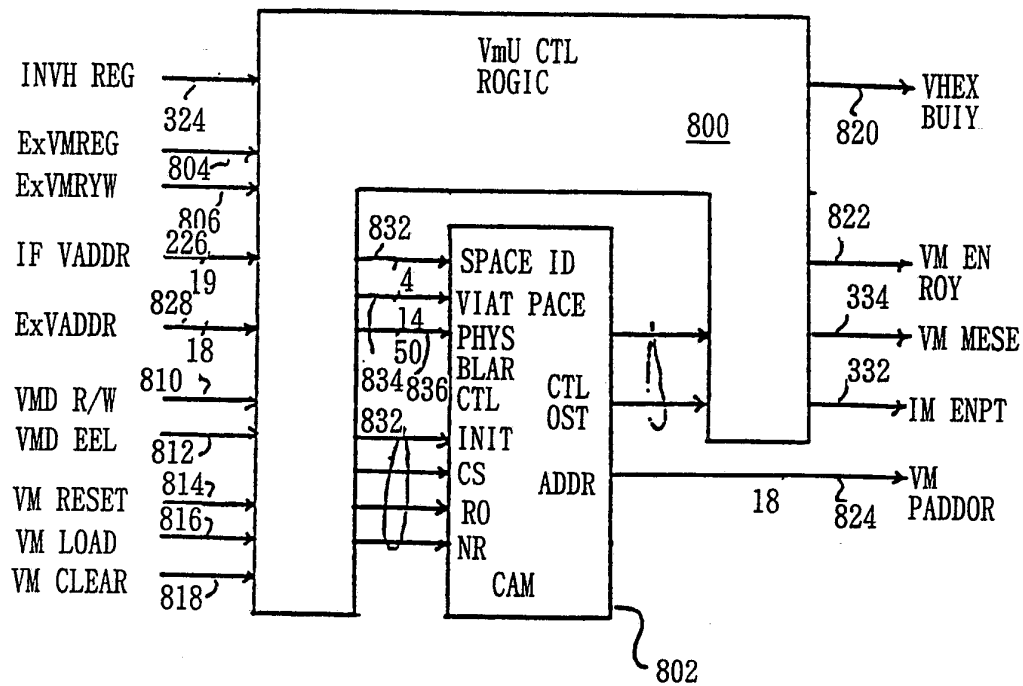 VmU CTL
ROGIC
800
INVH REG
324
ExVMREG
804
ExVMRYW
806
IF VADDR
226
19
ExVADDR
828
18
VMD R/W
810
VMD EEL
812
VM RESET
814
VM LOAD
816
VM CLEAR
818
832
4
14
50
834
836
832
SPACE ID
VIAT PACE
PHYS
BLAR
CTL
INIT
CS
RO
NR
CTL
OST
ADDR
CAM
802
VHEX
BUIY
820
822
VM EN
ROY
334
VM MESE
332
IM ENPT
18
824
VM
PADDOR